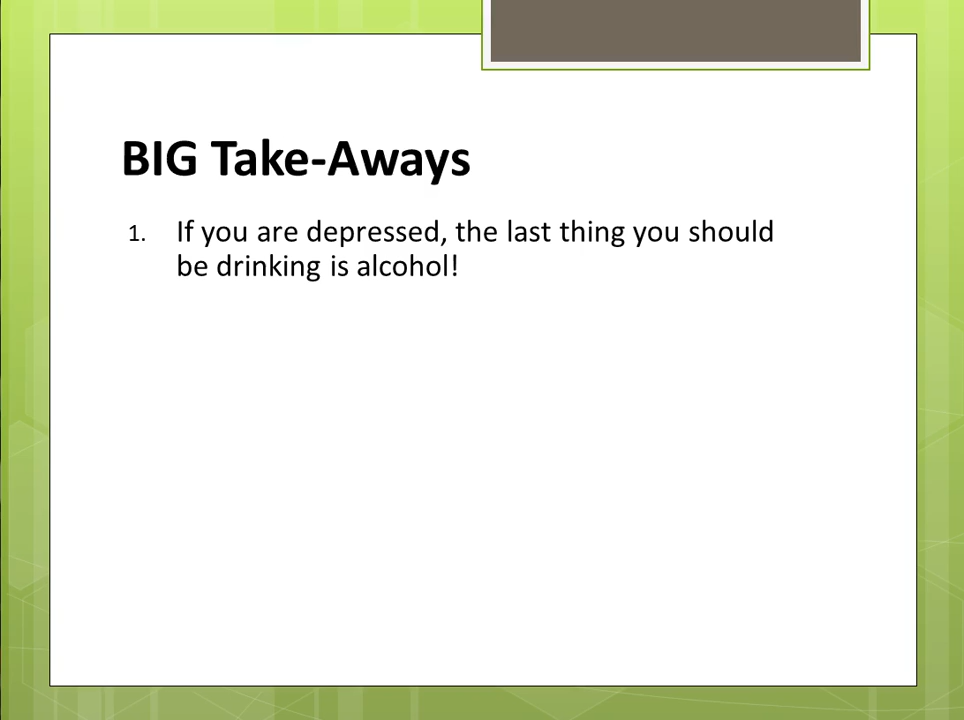 BIG Take-Aways
1. If you are depressed, the last thing you should
be drinking is alcohol!